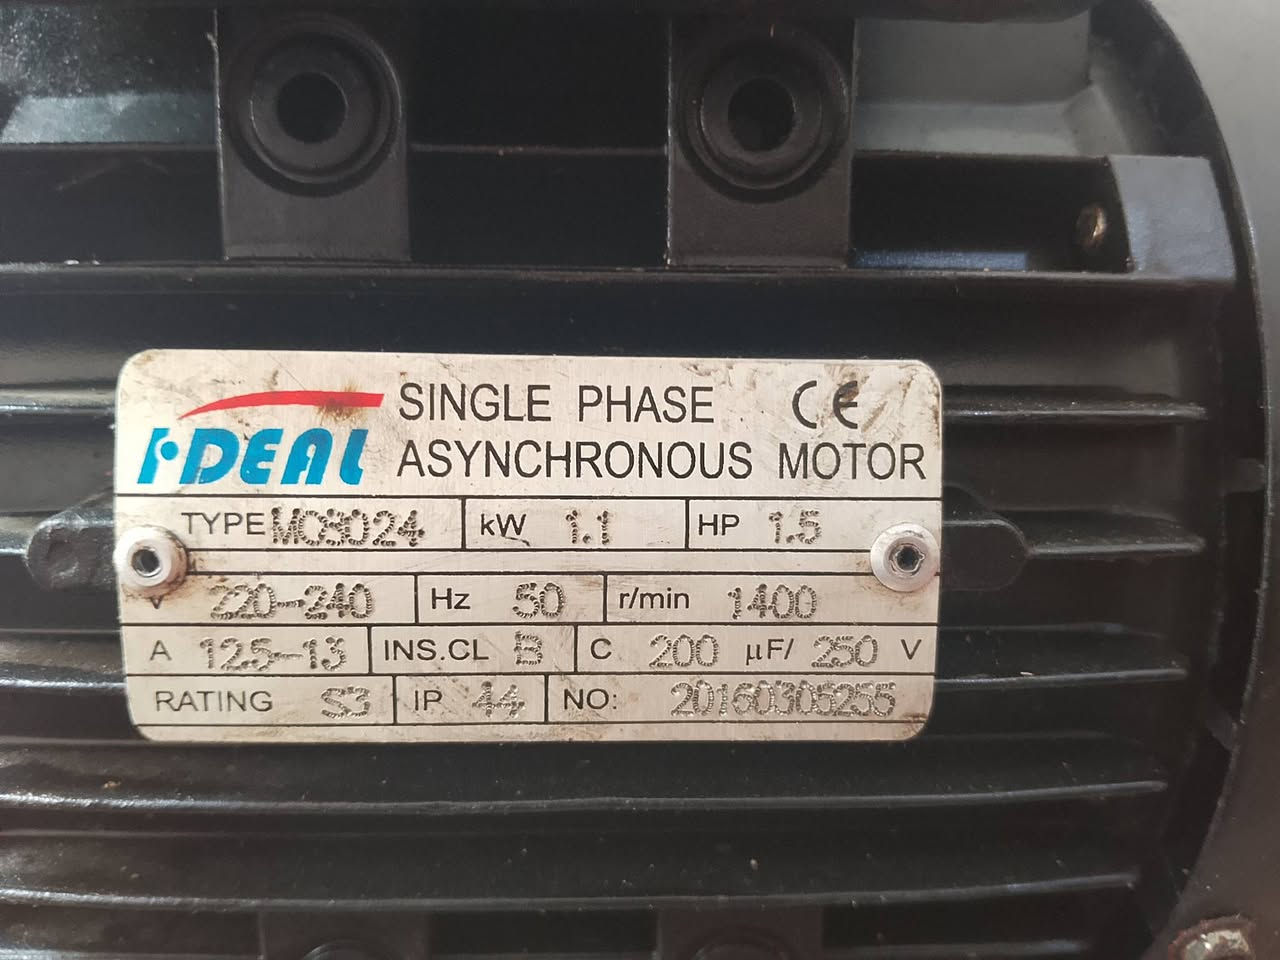 I·DEAL
SINGLE PHASE CE
ASYNCHRONOUS MOTOR
TYPE MC8024 kW 1.1 HP 1.5
V 220-240 Hz 50 r/min 1400
A 12.5-13 INS.CL B C 200 μF/ 250 V
RATING S3 IP 44 NO: 20160305255